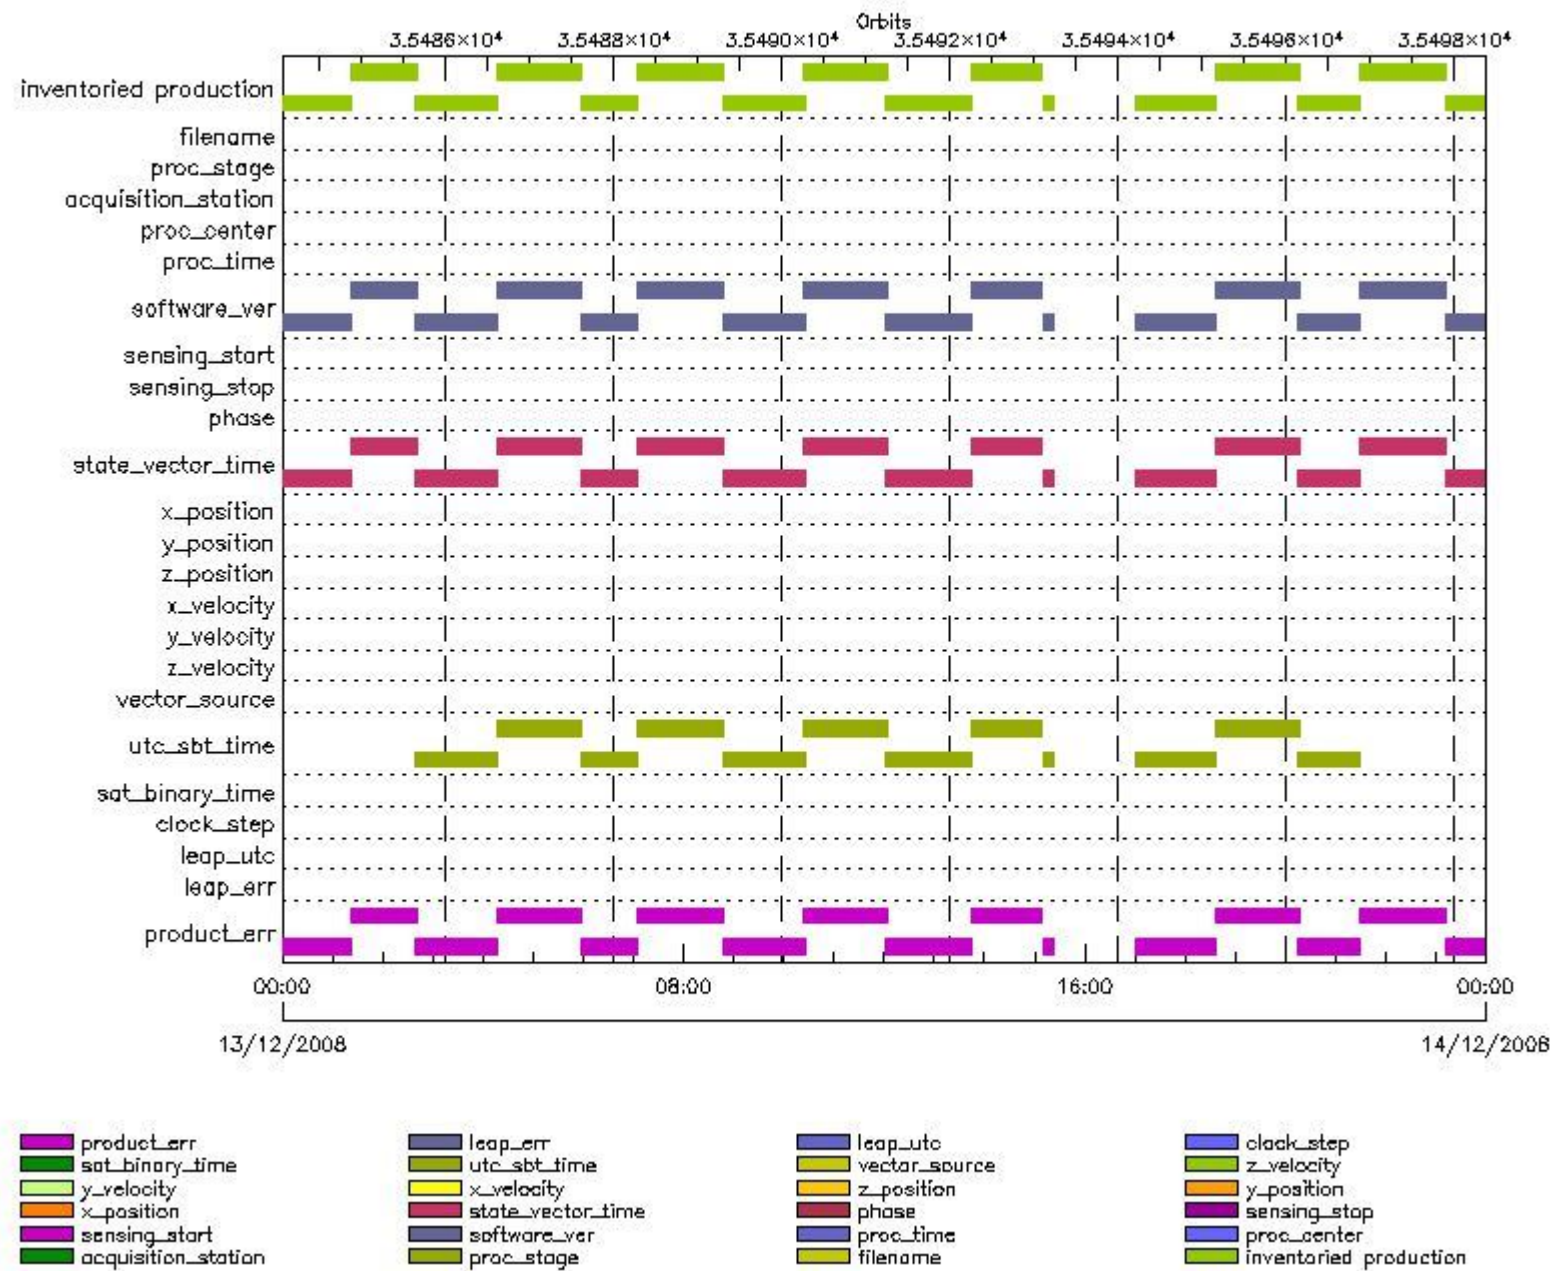 Orbits
3.5486×10⁴ 3.5488×10⁴ 3.5490×10⁴ 3.5492×10⁴ 3.5494×10⁴ 3.5496×10⁴ 3.5498×10⁴
inventoried production
filename
proc_stage
acquisition_station
proc_center
proc_time
software_ver
sensing_start
sensing_stop
phase
state_vector_time
x_position
y_position
z_position
x_velocity
y_velocity
z_velocity
vector_source
utc_sbt_time
sat_binary_time
clock_step
leap_utc
leap_err
product_err
00:00 08:00 16:00 00:00
13/12/2008 14/12/2008
product_err leap_err leap_utc clock_step
sat_binary_time utc_sbt_time vector_source z_velocity
y_velocity x_velocity z_position y_position
x_position state_vector_time phase sensing_stop
sensing_start software_ver proc_time proc_center
acquisition_station proc_stage filename inventoried production